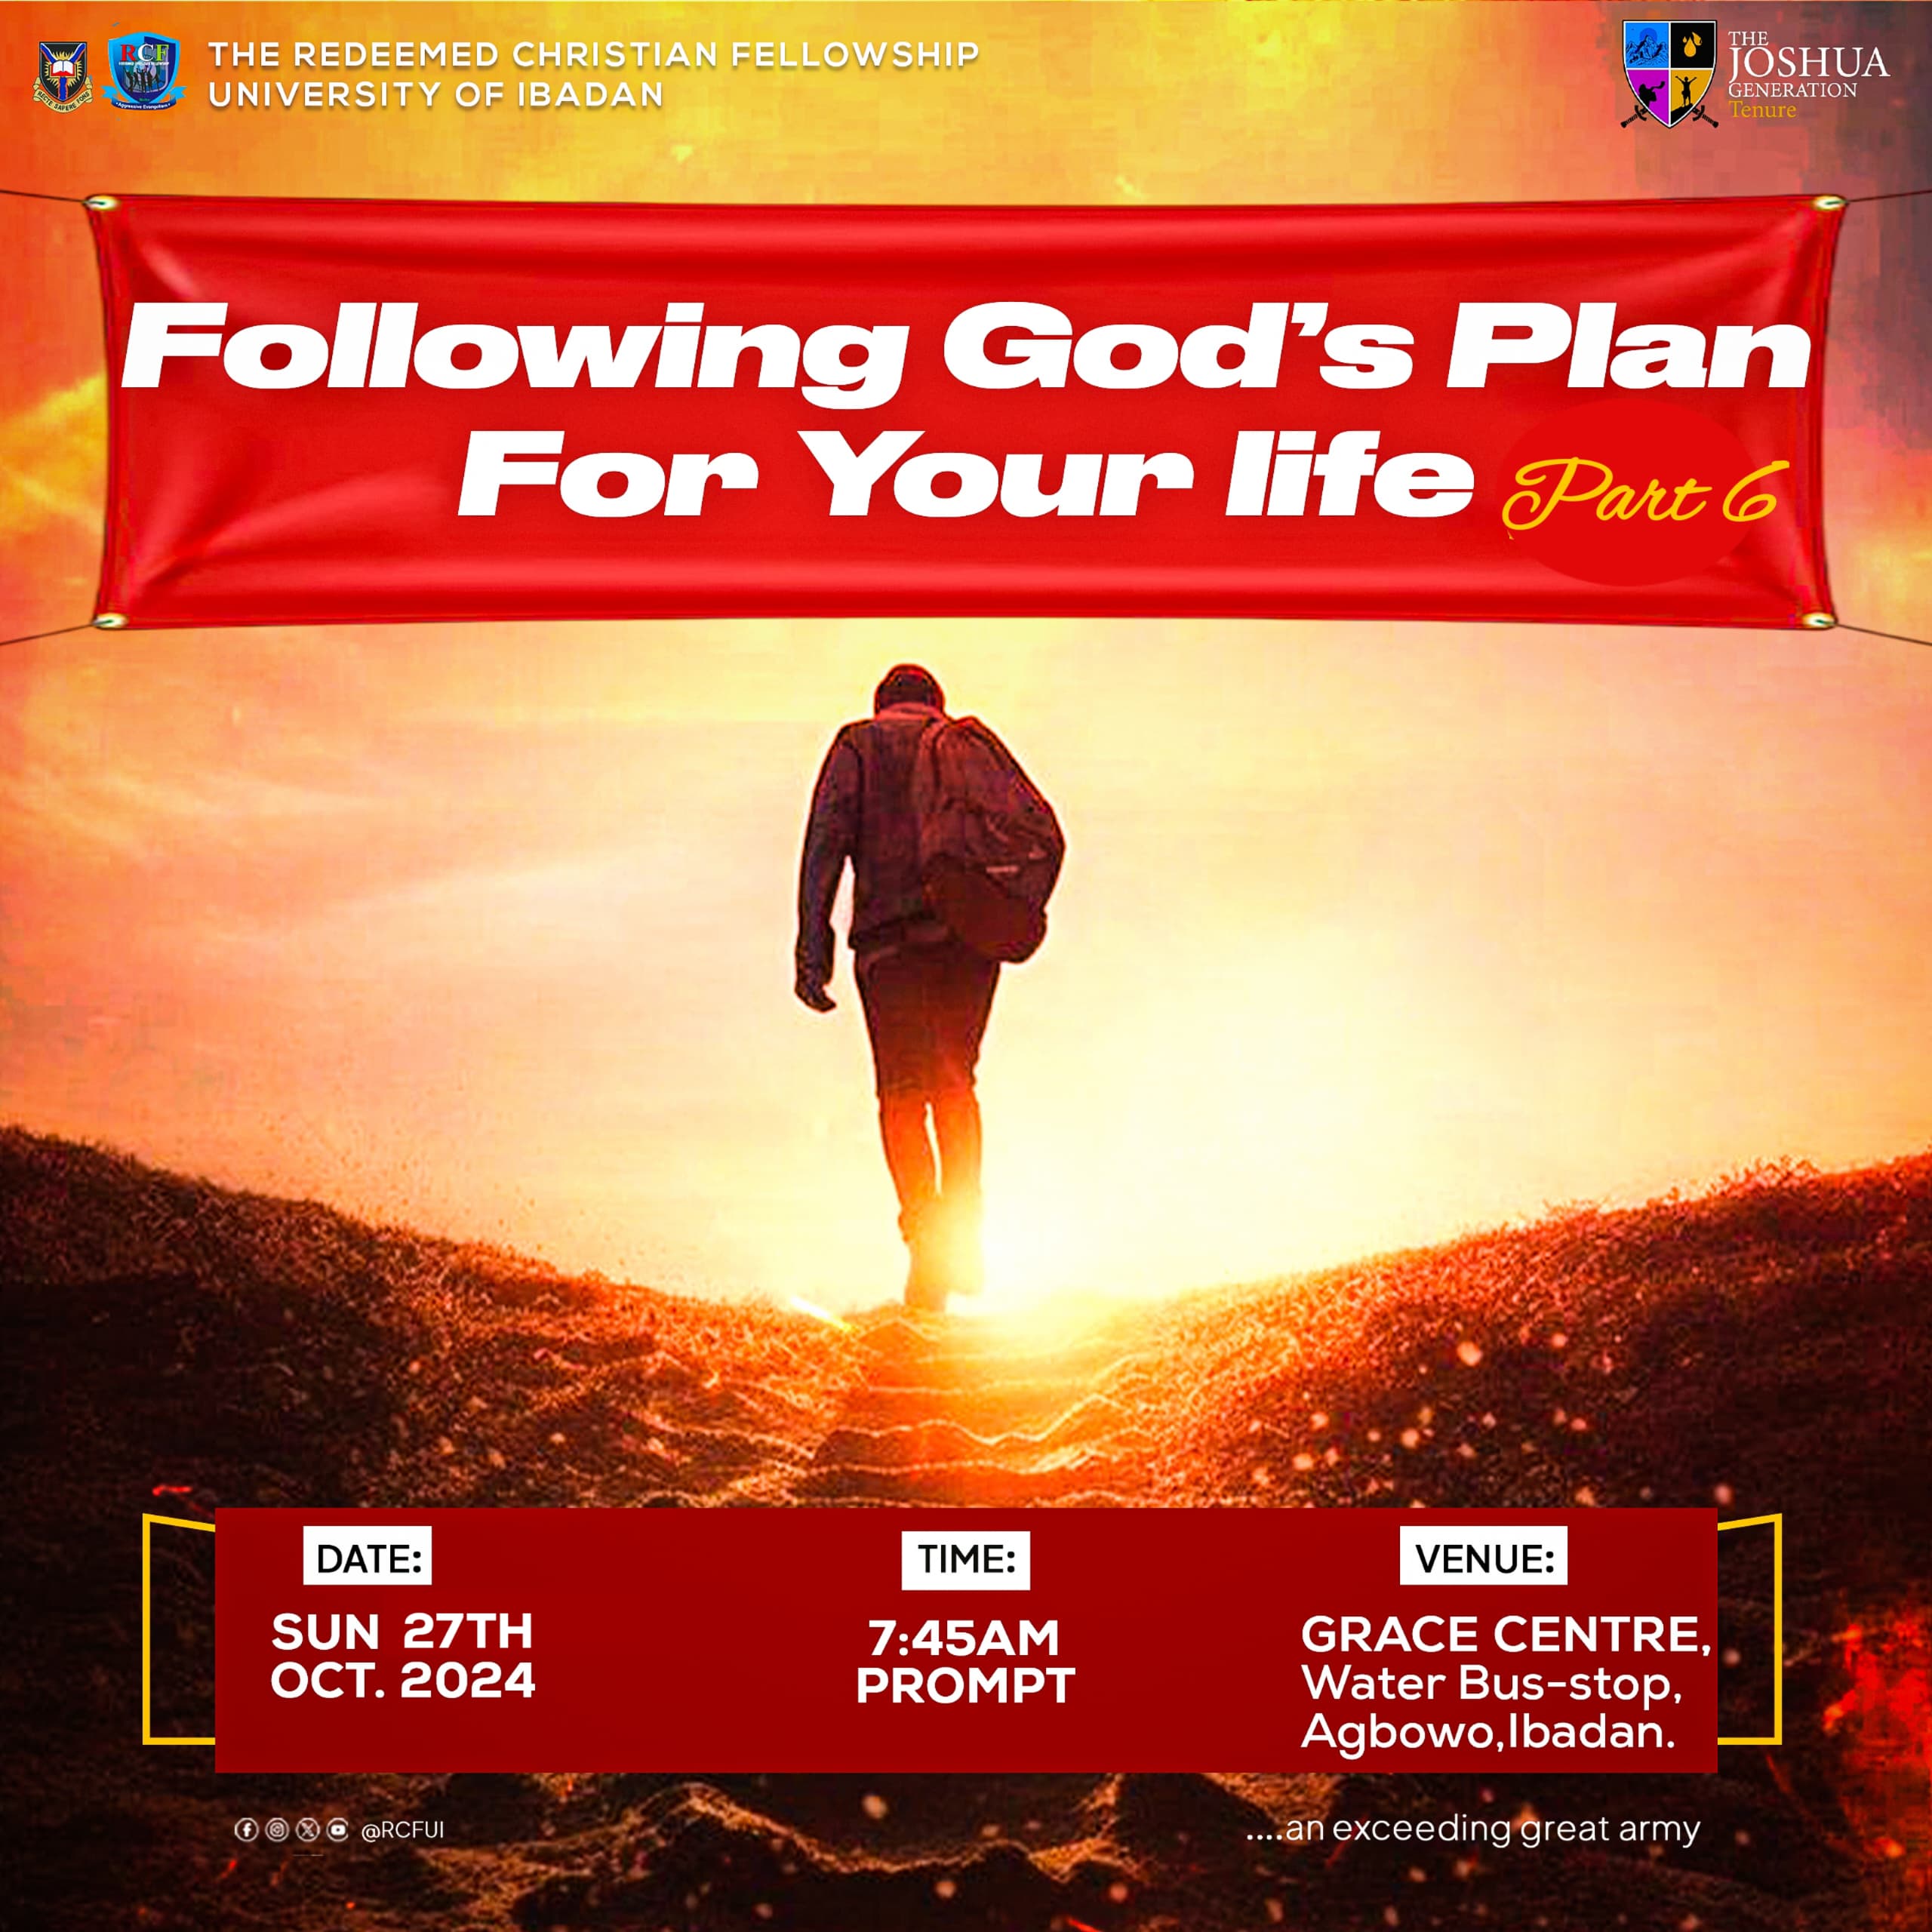 THE REDEEMED CHRISTIAN FELLOWSHIP
UNIVERSITY OF IBADAN
RCF
THE
JOSHUA
GENERATION
Tenure
Following God's Plan
For Your life Part 6
DATE:
SUN 27TH
OCT. 2024
TIME:
7:45AM
PROMPT
VENUE:
GRACE CENTRE,
Water Bus-stop,
Agbowo,Ibadan.
@RCFUI
....an exceeding great army